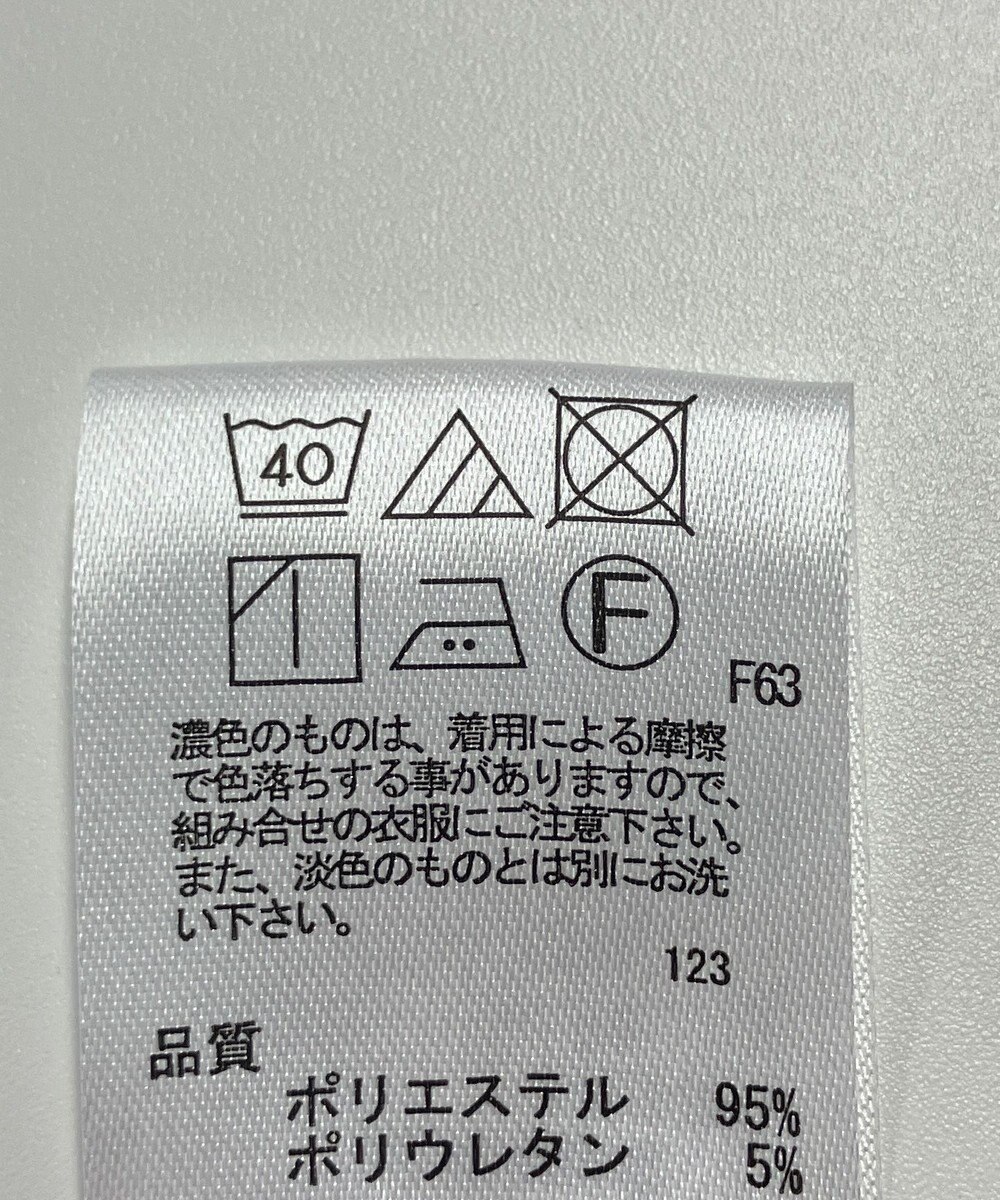 40
F
F63
濃色のものは、着用による摩擦
で色落ちする事がありますので、
組み合せの衣服にご注意下さい。
また、淡色のものとは別にお洗
い下さい。
123
品質
ポリエステル 95%
ポリウレタン 5%